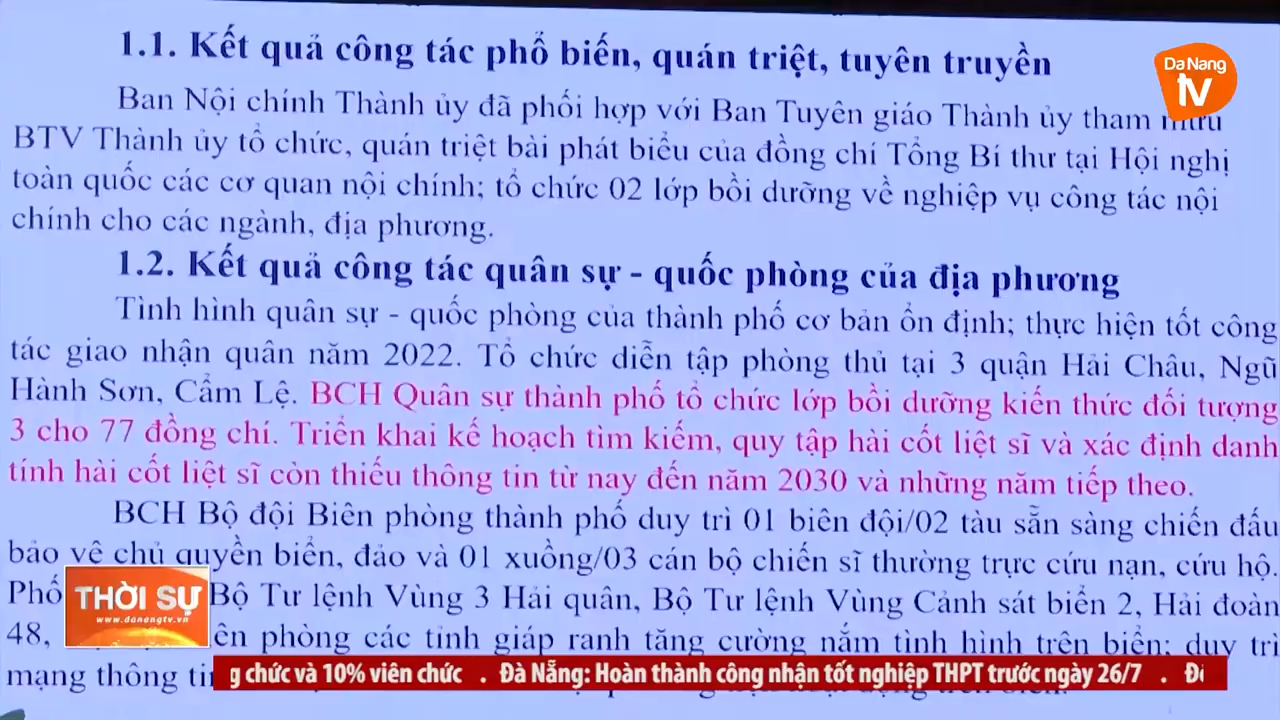 1.1. Kết quả công tác phổ biến, quán triệt, tuyên truyền
Da Nang
tv
Ban Nội chính Thành ủy đã phối hợp với Ban Tuyên giáo Thành ủy tham mưu
BTV Thành ủy tổ chức, quán triệt bài phát biểu của đồng chí Tổng Bí thư tại Hội nghị
toàn quốc các cơ quan nội chính; tổ chức 02 lớp bồi dưỡng về nghiệp vụ công tác nội
chính cho các ngành, địa phương.
1.2. Kết quả công tác quân sự - quốc phòng của địa phương
Tình hình quân sự - quốc phòng của thành phố cơ bản ổn định; thực hiện tốt công
tác giao nhận quân năm 2022. Tổ chức diễn tập phòng thủ tại 3 quận Hải Châu, Ngũ
Hành Sơn, Cẩm Lệ. BCH Quân sự thành phố tổ chức lớp bồi dưỡng kiến thức đối tượng
3 cho 77 đồng chí. Triển khai kế hoạch tìm kiếm, quy tập hài cốt liệt sĩ và xác định danh
tính hài cốt liệt sĩ còn thiếu thông tin từ nay đến năm 2030 và những năm tiếp theo.
BCH Bộ đội Biên phòng thành phố duy trì 01 biên đội/02 tàu sẵn sàng chiến đấu
bảo vệ chủ quyền biển, đảo và 01 xuồng/03 cán bộ chiến sĩ thường trực cứu nạn, cứu hộ.
Phố Bộ Tư lệnh Vùng 3 Hải quân, Bộ Tư lệnh Vùng Cảnh sát biển 2, Hải đoàn
48, ên phòng các tỉnh giáp ranh tăng cường nắm tình hình trên biển; duy trì
mạng thông
THỜI SỰ
www.danangtv.vn
g chức và 10% viên chức . Đà Nẵng: Hoàn thành công nhận tốt nghiệp THPT trước ngày 26/7 .